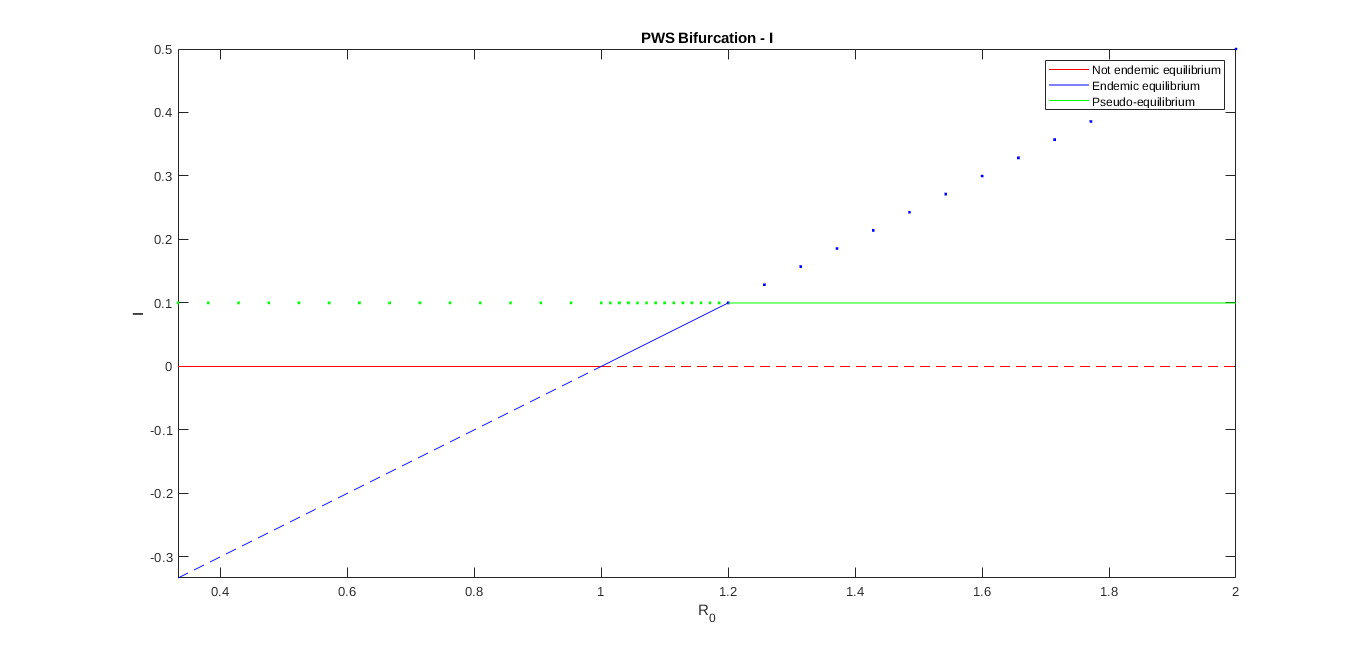 PWS Bifurcation - I
0.5
0.4
0.3
0.2
0.1
0
-0.1
-0.2
-0.3
I
Not endemic equilibrium
Endemic equilibrium
Pseudo-equilibrium
0.4 0.6 0.8 1 1.2 1.4 1.6 1.8 2
R0